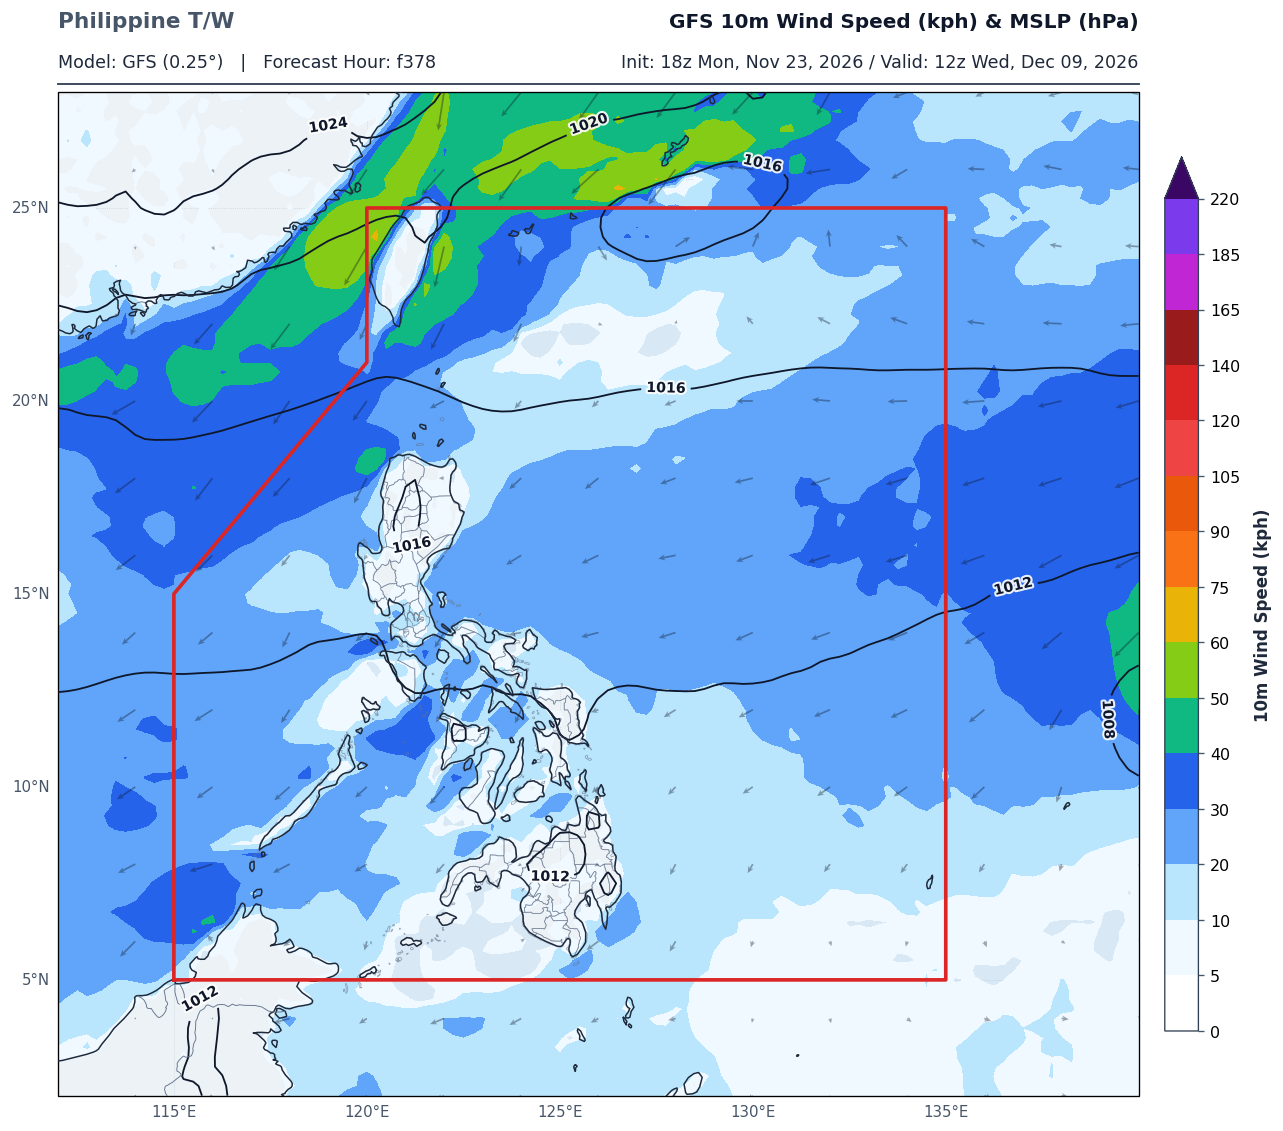 Philippine T/W
GFS 10m Wind Speed (kph) & MSLP (hPa)
Model: GFS (0.25°)   |   Forecast Hour: f378
Init: 18z Mon, Nov 23, 2026 / Valid: 12z Wed, Dec 09, 2026
1024
1020
1016
1016
1016
1012
1008
1012
1012
25°N
20°N
15°N
10°N
5°N
115°E
120°E
125°E
130°E
135°E
220
185
165
140
120
105
90
75
60
50
40
30
20
10
5
0
10m Wind Speed (kph)